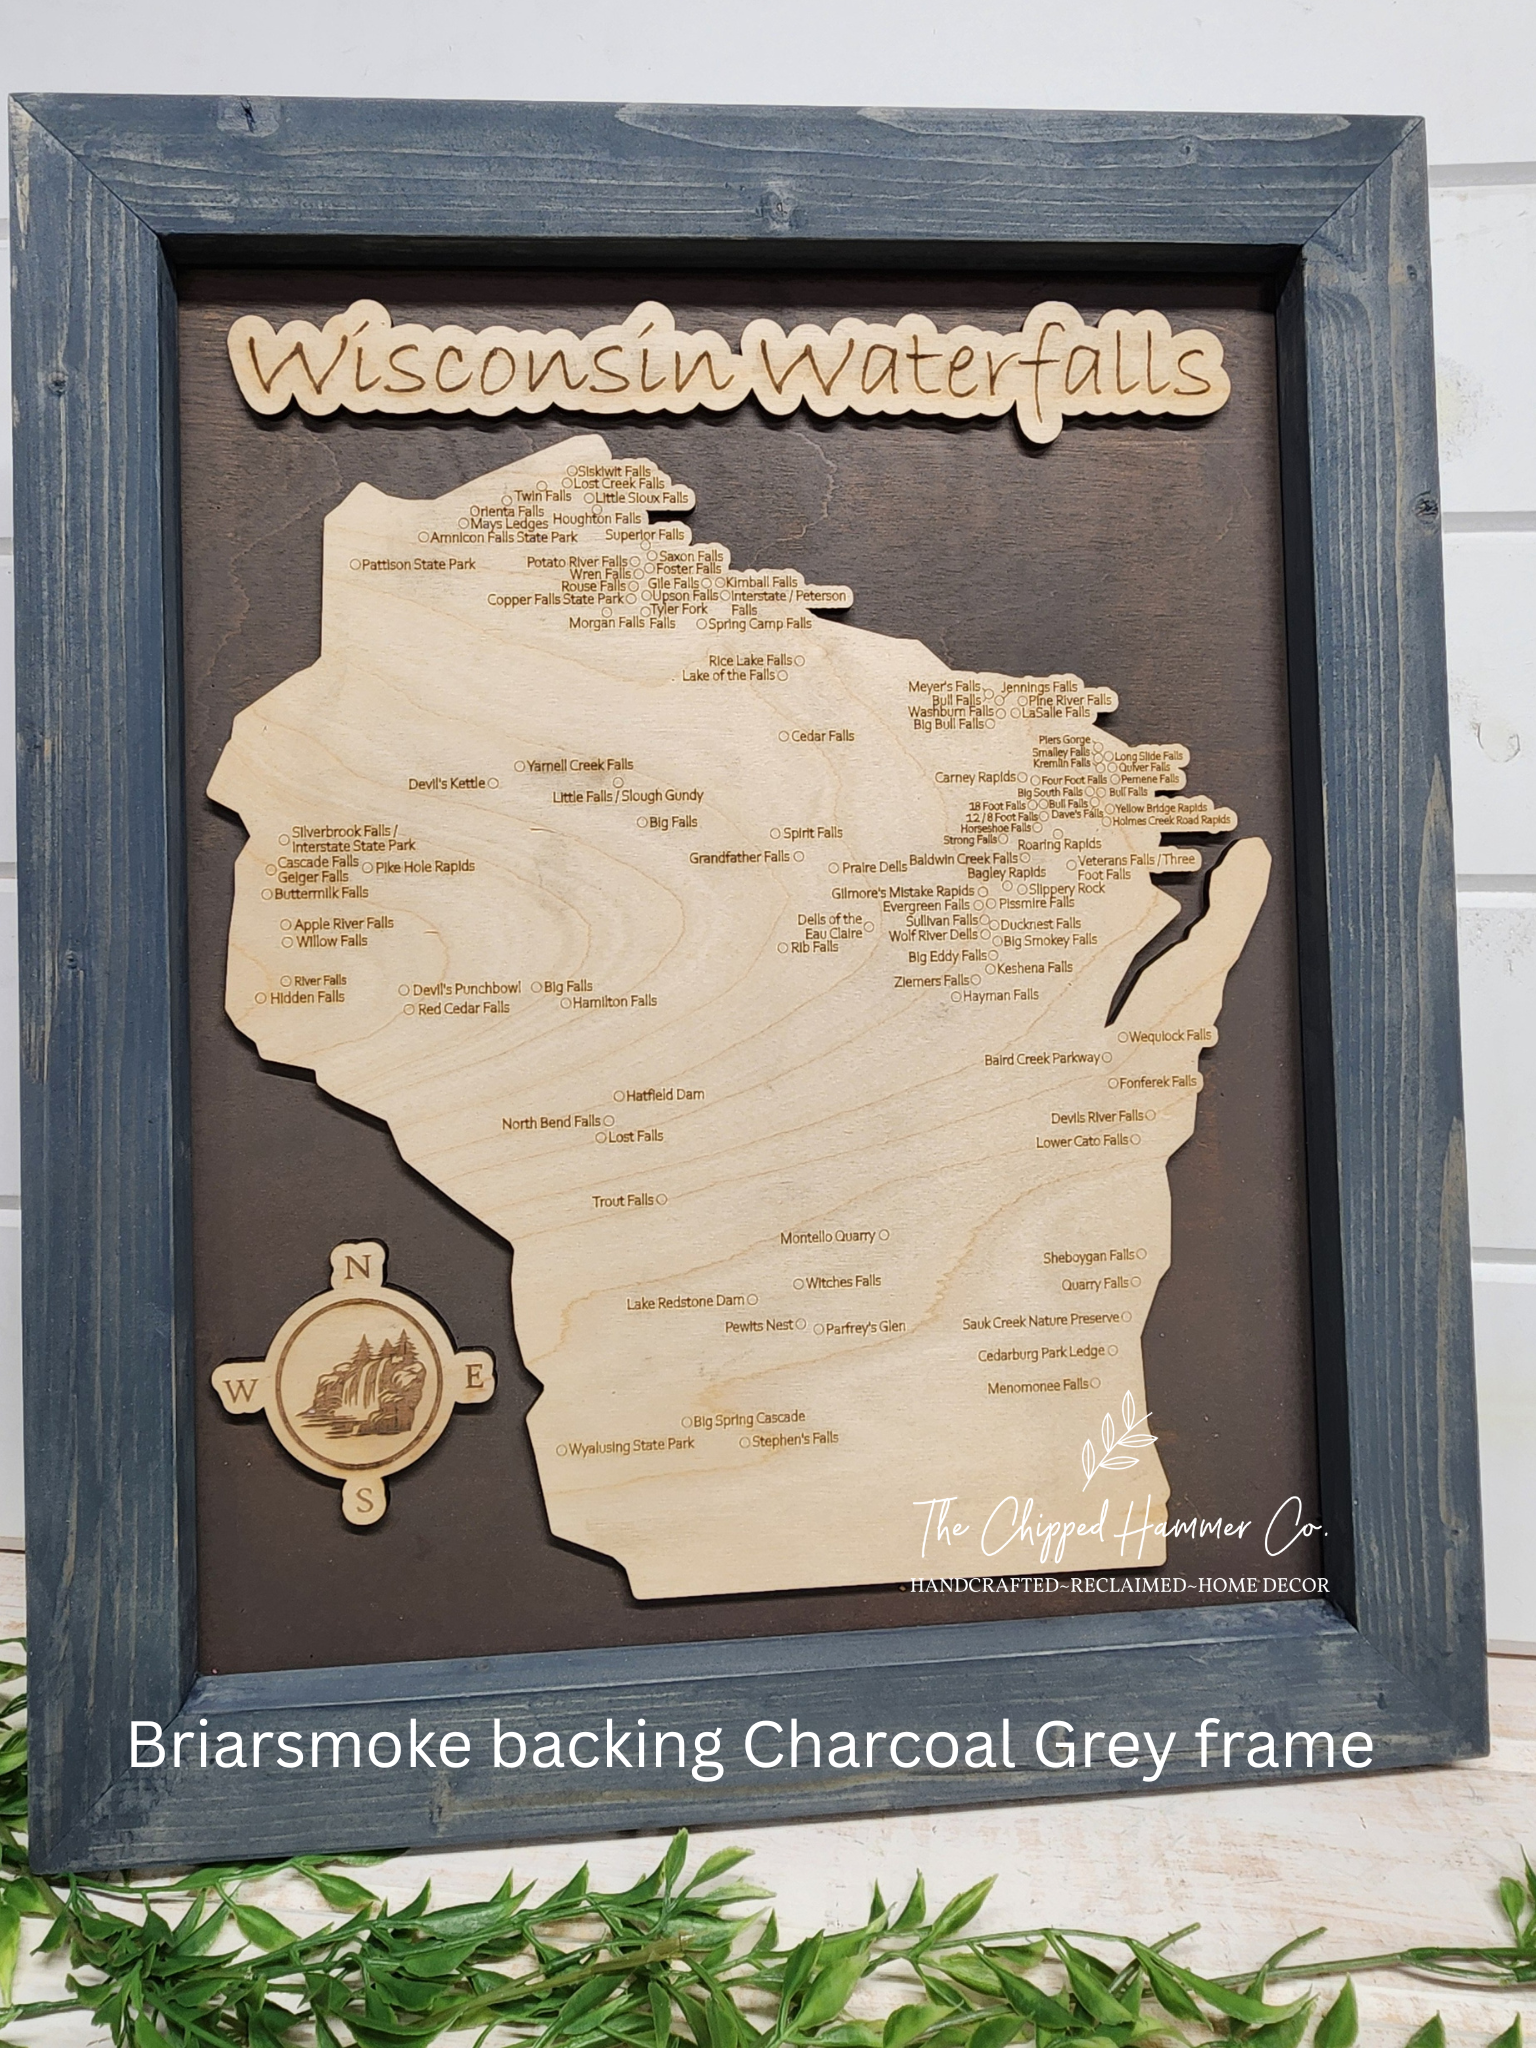 Wisconsin Waterfalls
Siskiwit Falls
Lost Creek Falls
Twin Falls
Little Sioux Falls
Orienta Falls
Mays Ledges
Houghton Falls
Amnicon Falls State Park
Superior Falls
Pattison State Park
Potato River Falls
Saxon Falls
Wren Falls
Foster Falls
Rouse Falls
Gile Falls
Kimball Falls
Copper Falls State Park
Upson Falls
Interstate / Peterson
Falls
Tyler Fork
Falls
Morgan Falls
Spring Camp Falls
Rice Lake Falls
Lake of the Falls
Meyer's Falls
Jennings Falls
Bull Falls
Pine River Falls
Washburn Falls
LaSalle Falls
Big Bull Falls
Cedar Falls
Piers Gorge
Smalley Falls
Long Slide Falls
Kremlin Falls
Quiver Falls
Carney Rapids
Four Foot Falls
Pemene Falls
Big South Falls
Bull Falls
18 Foot Falls
Bull Falls
Yellow Bridge Rapids
12 / 8 Foot Falls
Dave's Falls
Holmes Creek Road Rapids
Horseshoe Falls
Strong Falls
Roaring Rapids
Yarnell Creek Falls
Devil's Kettle
Little Falls / Slough Gundy
Big Falls
Spirit Falls
Silverbrook Falls /
Interstate State Park
Cascade Falls
Pike Hole Rapids
Geiger Falls
Buttermilk Falls
Grandfather Falls
Praire Dells
Baldwin Creek Falls
Veterans Falls / Three
Foot Falls
Bagley Rapids
Gilmore's Mistake Rapids
Slippery Rock
Evergreen Falls
Pissmire Falls
Dells of the
Eau Claire
Sullivan Falls
Ducknest Falls
Wolf River Dells
Big Smokey Falls
Rib Falls
Apple River Falls
Willow Falls
Big Eddy Falls
Keshena Falls
Ziemers Falls
Hayman Falls
River Falls
Hidden Falls
Devil's Punchbowl
Big Falls
Red Cedar Falls
Hamilton Falls
Wequiock Falls
Baird Creek Parkway
Fonferek Falls
Hatfield Dam
North Bend Falls
Lost Falls
Devils River Falls
Lower Cato Falls
Trout Falls
Montello Quarry
Sheboygan Falls
Witches Falls
Quarry Falls
Lake Redstone Dam
Pewits Nest
Parfrey's Glen
Sauk Creek Nature Preserve
Cedarburg Park Ledge
Menomonee Falls
Big Spring Cascade
Wyalusing State Park
Stephen's Falls
N
W
E
S
The Chipped Hammer Co.
HANDCRAFTED~RECLAIMED~HOME DECOR
Briarsmoke backing Charcoal Grey frame